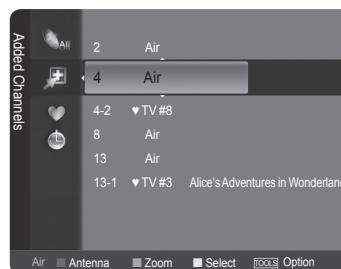 Added Channels
All
2 Air
4 Air
4-2 ♥ TV #8
8 Air
13 Air
13-1 ♥ TV #3 Alice's Adventures in Wonderlan
Air Antenna Zoom Select TOOLS Option